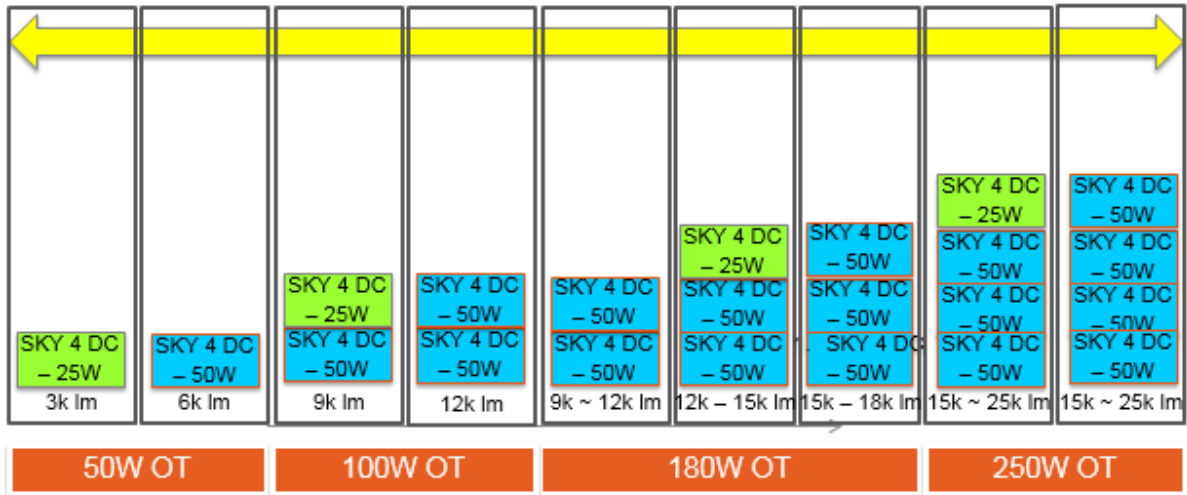 SKY 4 DC
– 25W
3k lm
SKY 4 DC
– 50W
6k lm
SKY 4 DC
– 25W
SKY 4 DC
– 50W
9k lm
SKY 4 DC
– 50W
SKY 4 DC
– 50W
12k lm
SKY 4 DC
– 50W
SKY 4 DC
– 50W
9k ~ 12k lm
SKY 4 DC
– 25W
SKY 4 DC
– 50W
SKY 4 DC
– 50W
12k – 15k lm
SKY 4 DC
– 50W
SKY 4 DC
– 50W
1. SKY 4 DC
– 50W
15k – 18k lm
SKY 4 DC
– 25W
SKY 4 DC
– 50W
SKY 4 DC
– 50W
SKY 4 DC
– 50W
15k ~ 25k lm
SKY 4 DC
– 50W
SKY 4 DC
– 50W
SKY 4 DC
– 50W
SKY 4 DC
– 50W
15k ~ 25k lm
50W OT
100W OT
180W OT
250W OT